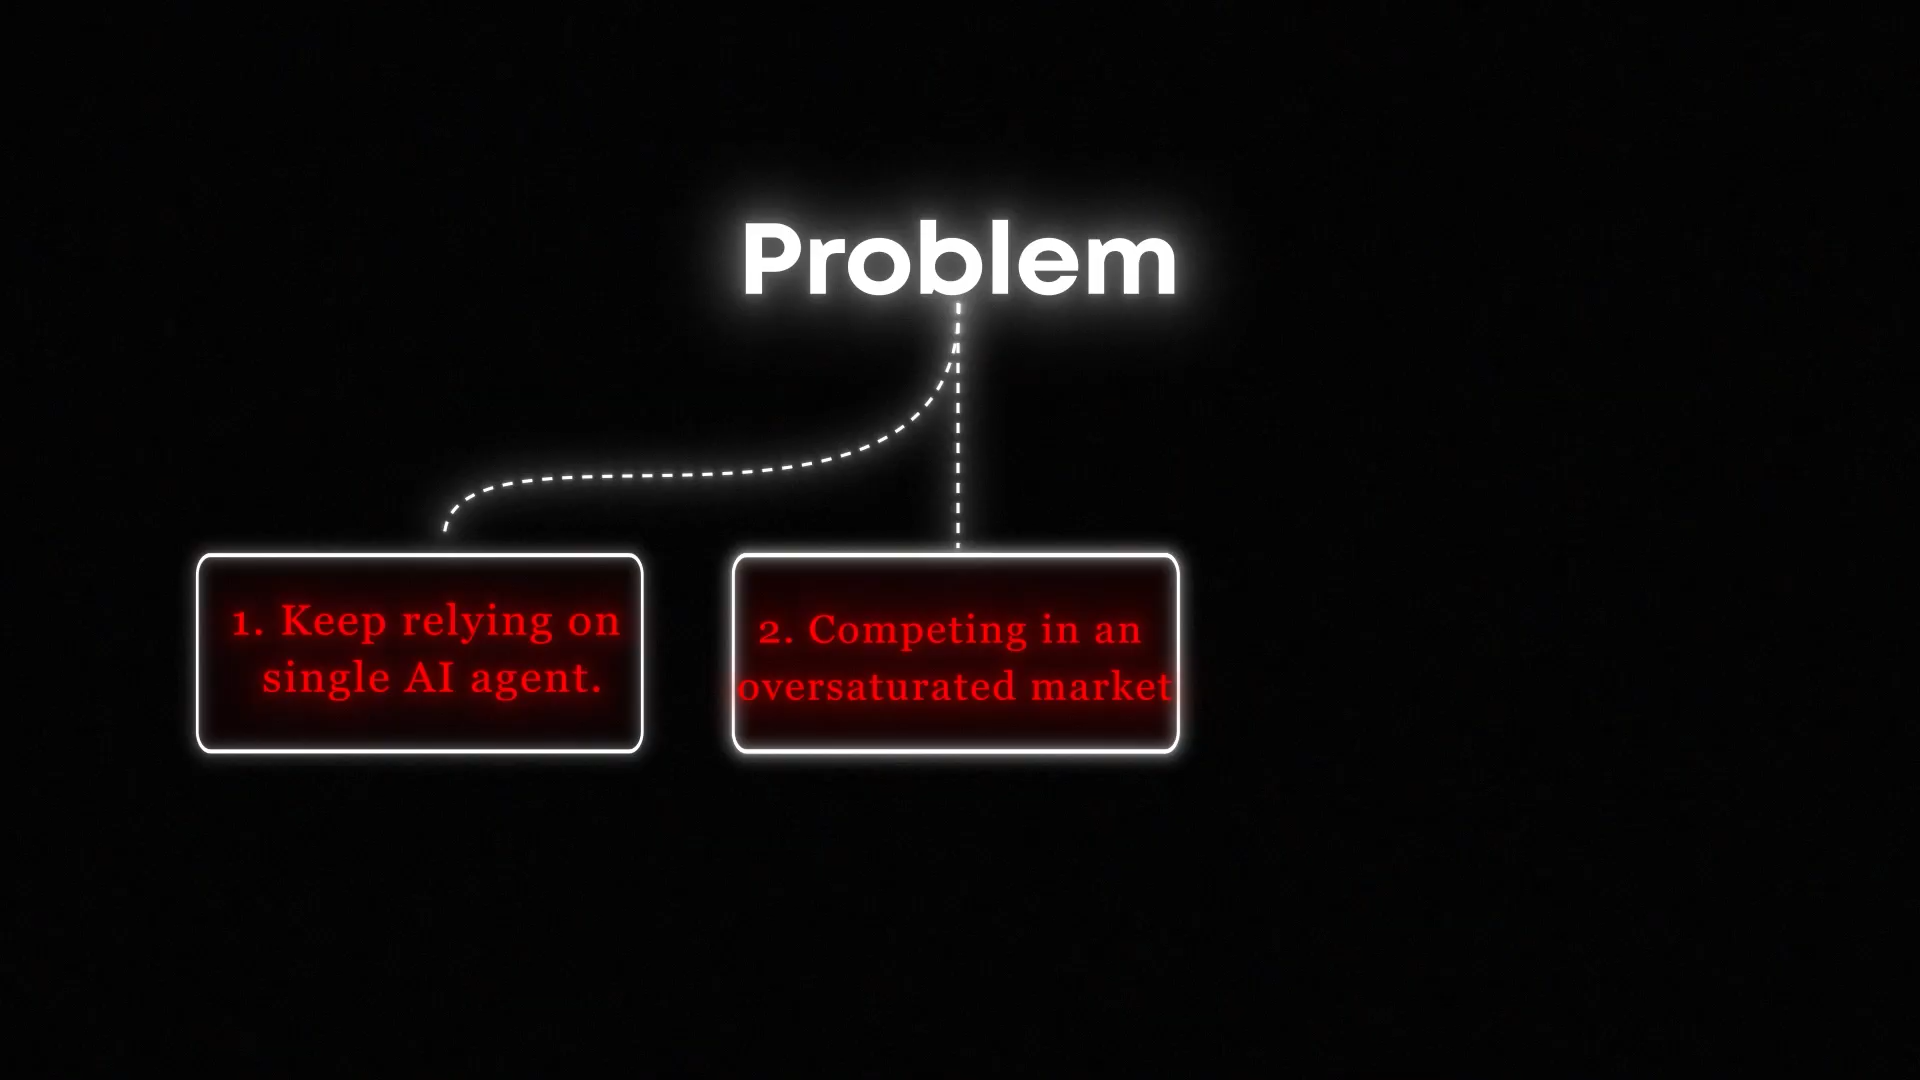 Problem
1. Keep relying on
single AI agent.
2. Competing in an
oversaturated market